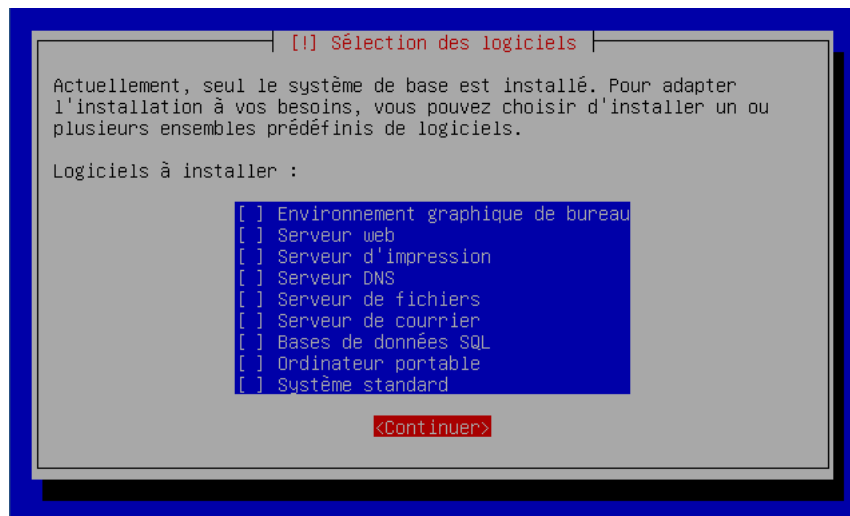 [!] Sélection des logiciels
Actuellement, seul le système de base est installé. Pour adapter
l'installation à vos besoins, vous pouvez choisir d'installer un ou
plusieurs ensembles prédéfinis de logiciels.
Logiciels à installer :
[ ] Environnement graphique de bureau
[ ] Serveur web
[ ] Serveur d'impression
[ ] Serveur DNS
[ ] Serveur de fichiers
[ ] Serveur de courrier
[ ] Bases de données SQL
[ ] Ordinateur portable
[ ] Système standard
<Continuer>